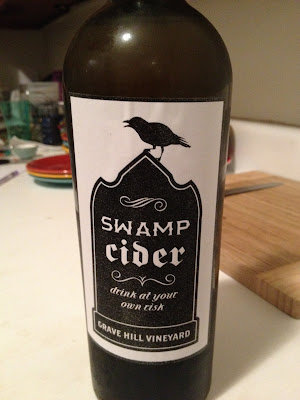 SWAMP
cider
drink at your
own risk
GRAVE HILL VINEYARD